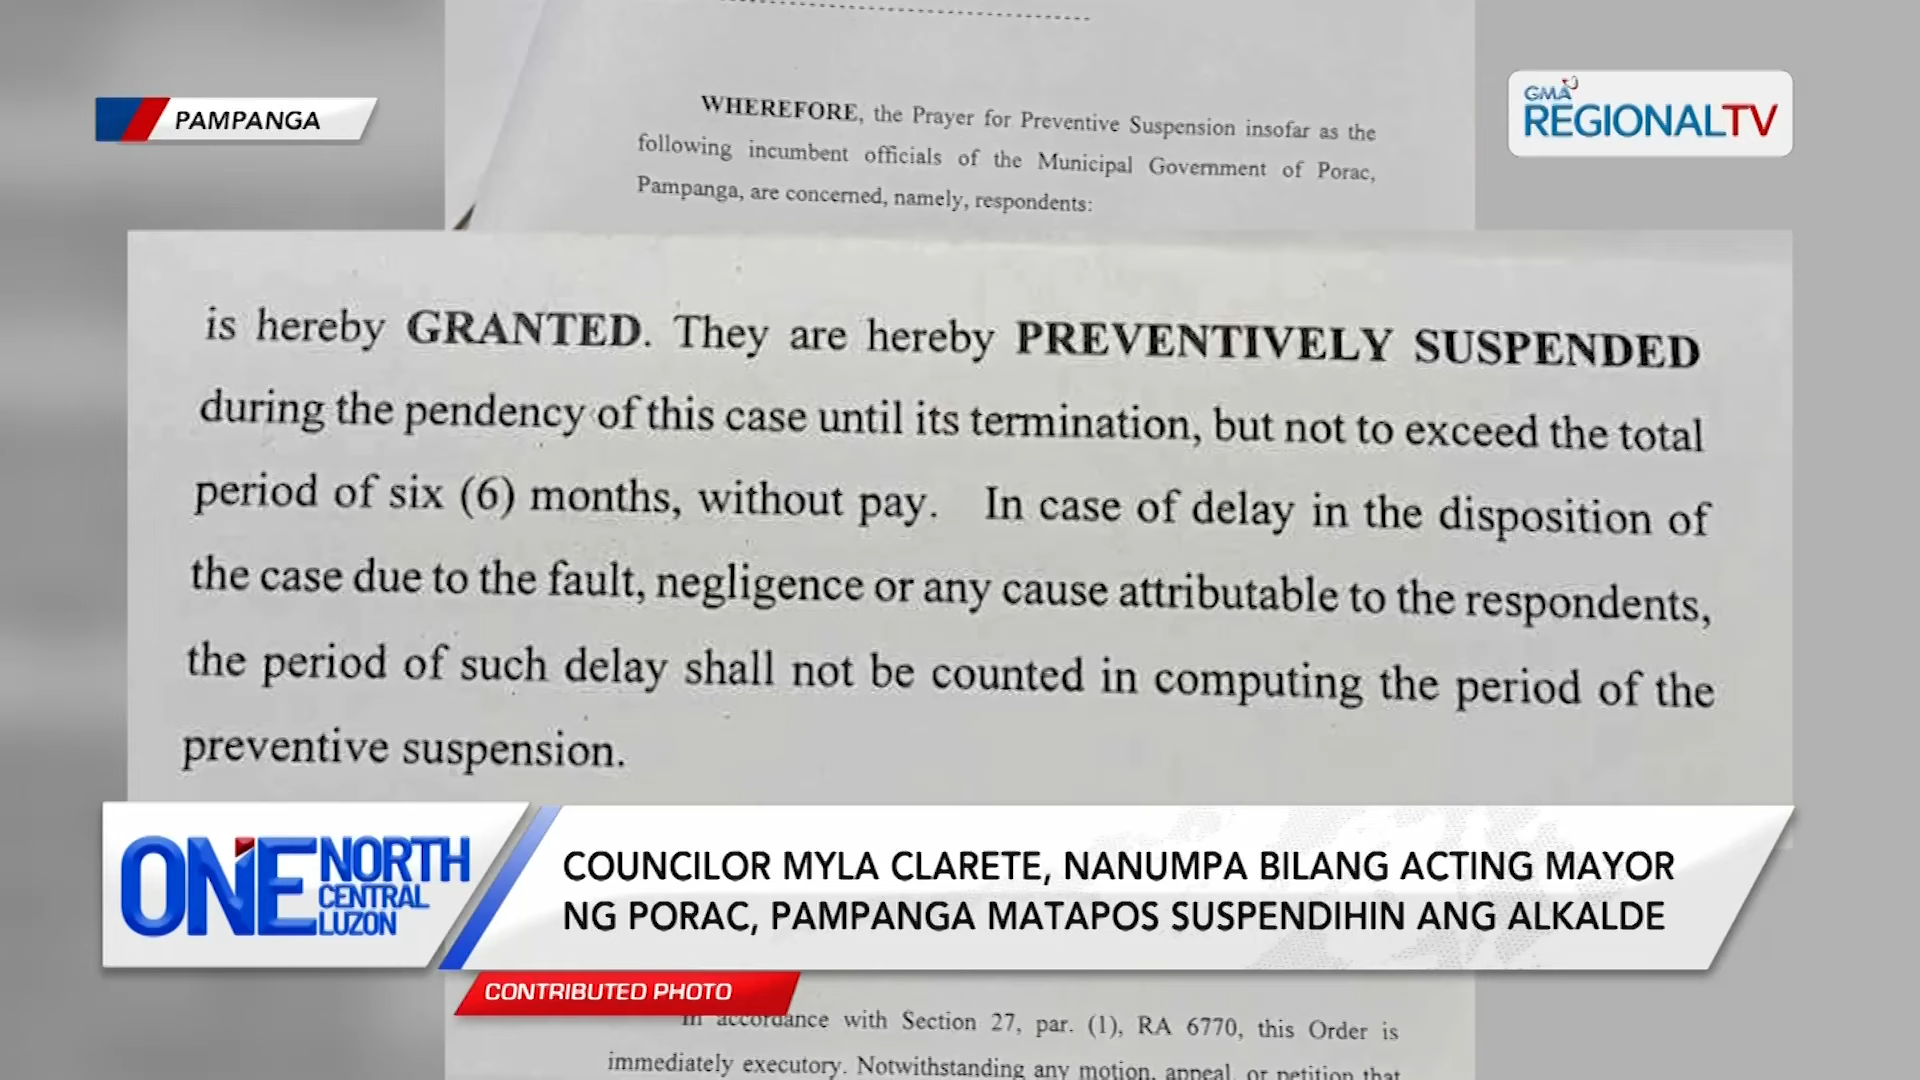 PAMPANGA
GMA
REGIONALTV
WHEREFORE, the Prayer for Preventive Suspension insofar as the
following incumbent officials of the Municipal Government of Porac,
Pampanga, are concerned, namely, respondents:
is hereby GRANTED. They are hereby PREVENTIVELY SUSPENDED
during the pendency of this case until its termination, but not to exceed the total
period of six (6) months, without pay. In case of delay in the disposition of
the case due to the fault, negligence or any cause attributable to the respondents,
the period of such delay shall not be counted in computing the period of the
preventive suspension.
ONE NORTH
CENTRAL
LUZON
COUNCILOR MYLA CLARETE, NANUMPA BILANG ACTING MAYOR
NG PORAC, PAMPANGA MATAPOS SUSPENDIHIN ANG ALKALDE
CONTRIBUTED PHOTO
In accordance with Section 27, par. (1), RA 6770, this Order is
immediately executory. Notwithstanding any motion, appeal, or petition that